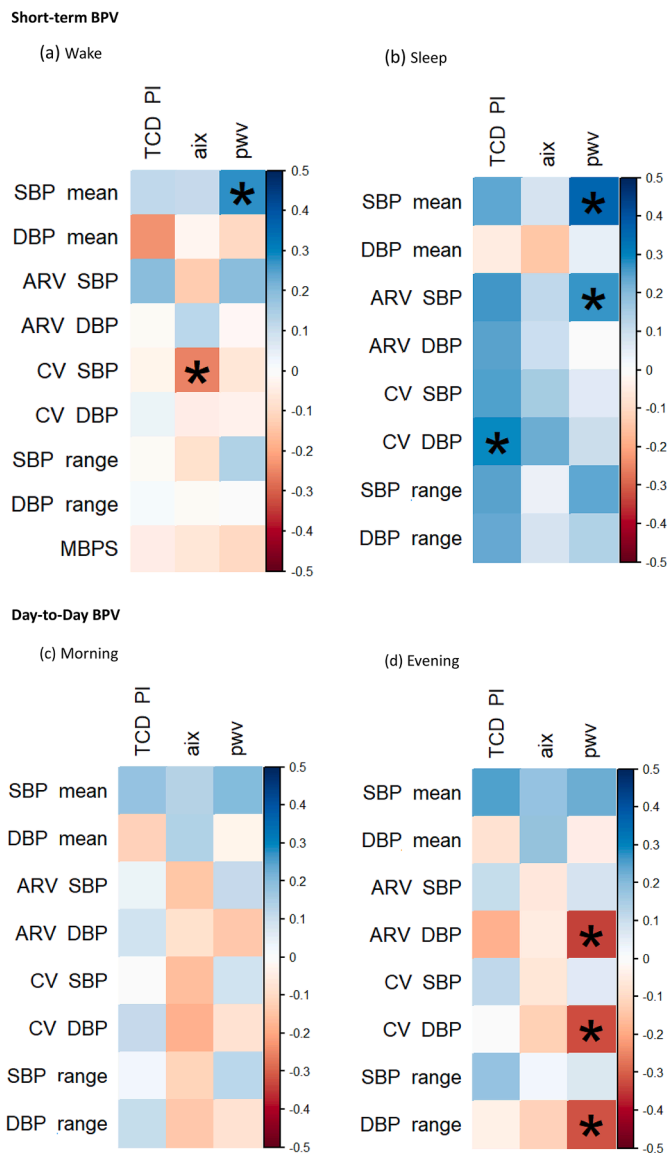 Short-term BPV
(a) Wake
TCD PI
aix
pwv
SBP mean
DBP mean
ARV SBP
ARV DBP
CV SBP
CV DBP
SBP range
DBP range
MBPS
0.5
0.4
0.3
0.2
0.1
0
-0.1
-0.2
-0.3
-0.4
-0.5
*
*
(b) Sleep
TCD PI
aix
pwv
SBP mean
DBP mean
ARV SBP
ARV DBP
CV SBP
CV DBP
SBP range
DBP range
0.5
0.4
0.3
0.2
0.1
0
-0.1
-0.2
-0.3
-0.4
-0.5
*
*
*
Day-to-Day BPV
(c) Morning
TCD PI
aix
pwv
SBP mean
DBP mean
ARV SBP
ARV DBP
CV SBP
CV DBP
SBP range
DBP range
0.5
0.4
0.3
0.2
0.1
0
-0.1
-0.2
-0.3
-0.4
-0.5
(d) Evening
TCD PI
aix
pwv
SBP mean
DBP mean
ARV SBP
ARV DBP
CV SBP
CV DBP
SBP range
DBP range
0.5
0.4
0.3
0.2
0.1
0
-0.1
-0.2
-0.3
-0.4
-0.5
*
*
*